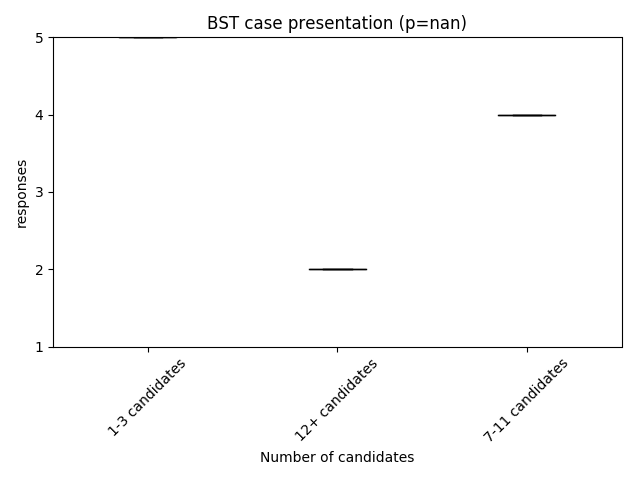 BST case presentation (p=nan)
responses
5
4
3
2
1
1-3 candidates
12+ candidates
7-11 candidates
Number of candidates